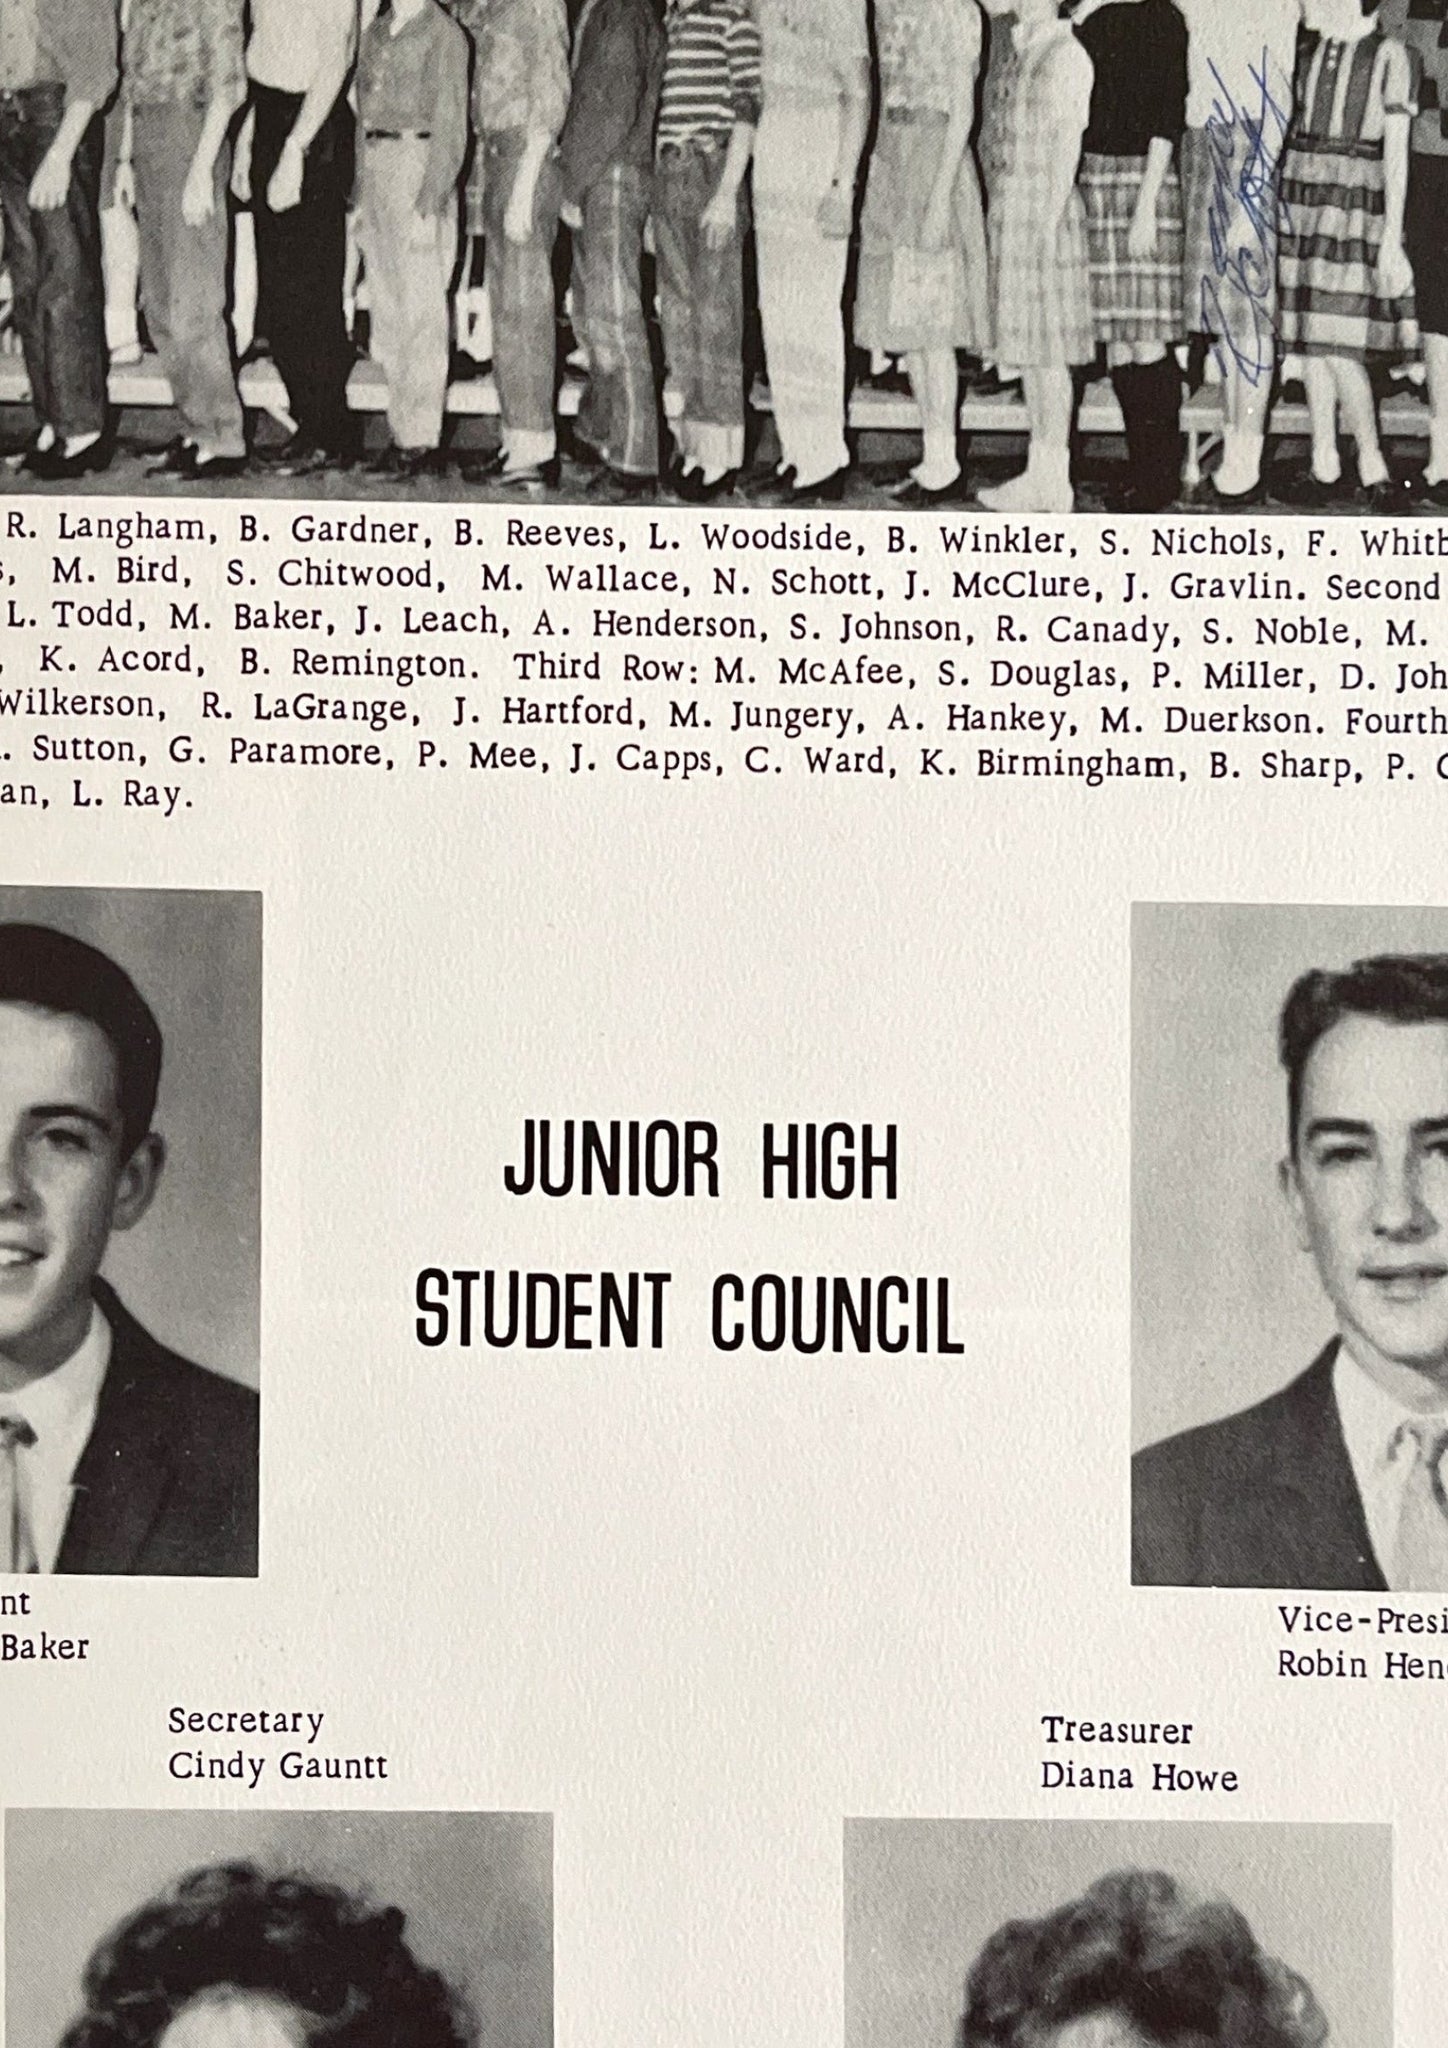 R. Langham, B. Gardner, B. Reeves, L. Woodside, B. Winkler, S. Nichols, F. Whitb
s, M. Bird, S. Chitwood, M. Wallace, N. Schott, J. McClure, J. Gravlin. Second
L. Todd, M. Baker, J. Leach, A. Henderson, S. Johnson, R. Canady, S. Noble, M.
, K. Acord, B. Remington. Third Row: M. McAfee, S. Douglas, P. Miller, D. Joh
Wilkerson, R. LaGrange, J. Hartford, M. Jungery, A. Hankey, M. Duerkson. Fourth
. Sutton, G. Paramore, P. Mee, J. Capps, C. Ward, K. Birmingham, B. Sharp, P.
an, L. Ray.
JUNIOR HIGH
STUDENT COUNCIL
nt
Baker
Vice-Presi
Robin Hen
Secretary
Cindy Gauntt
Treasurer
Diana Howe